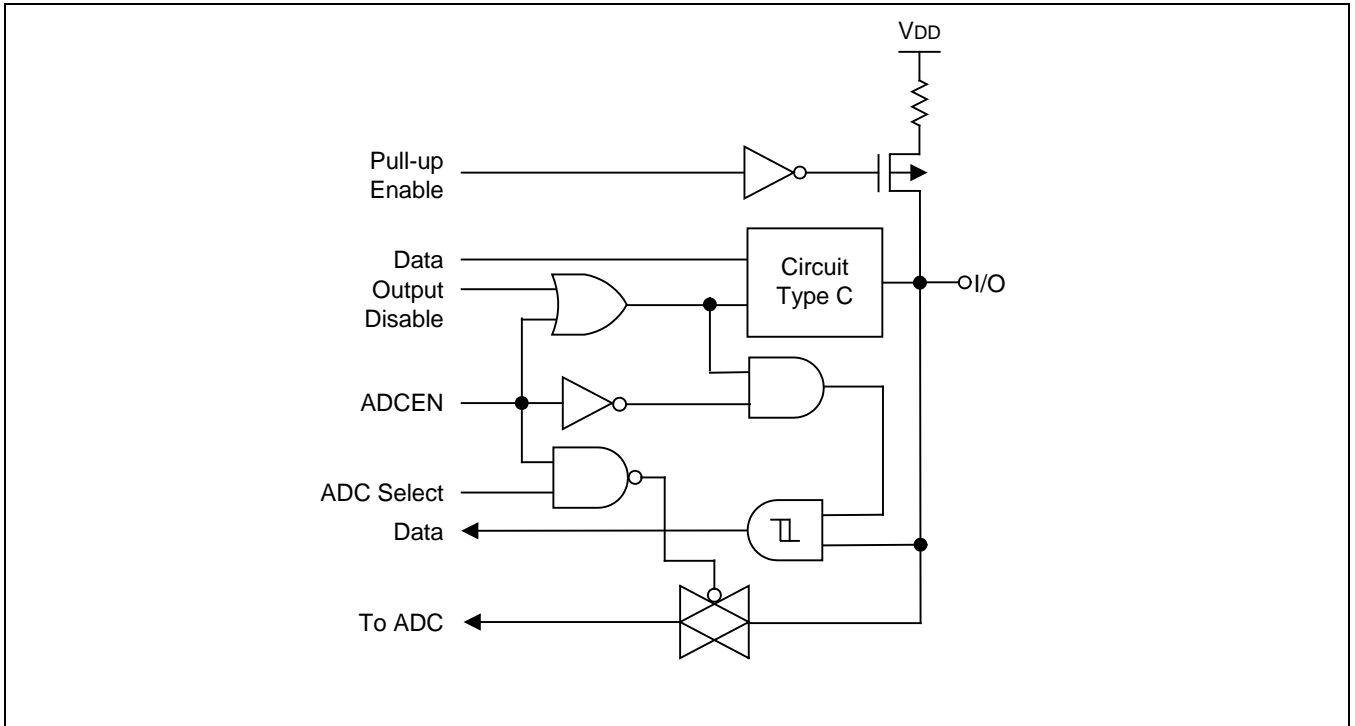 VDD
Pull-up
Enable
Data
Output
Disable
Circuit
Type C
I/O
ADCEN
ADC Select
Data
To ADC